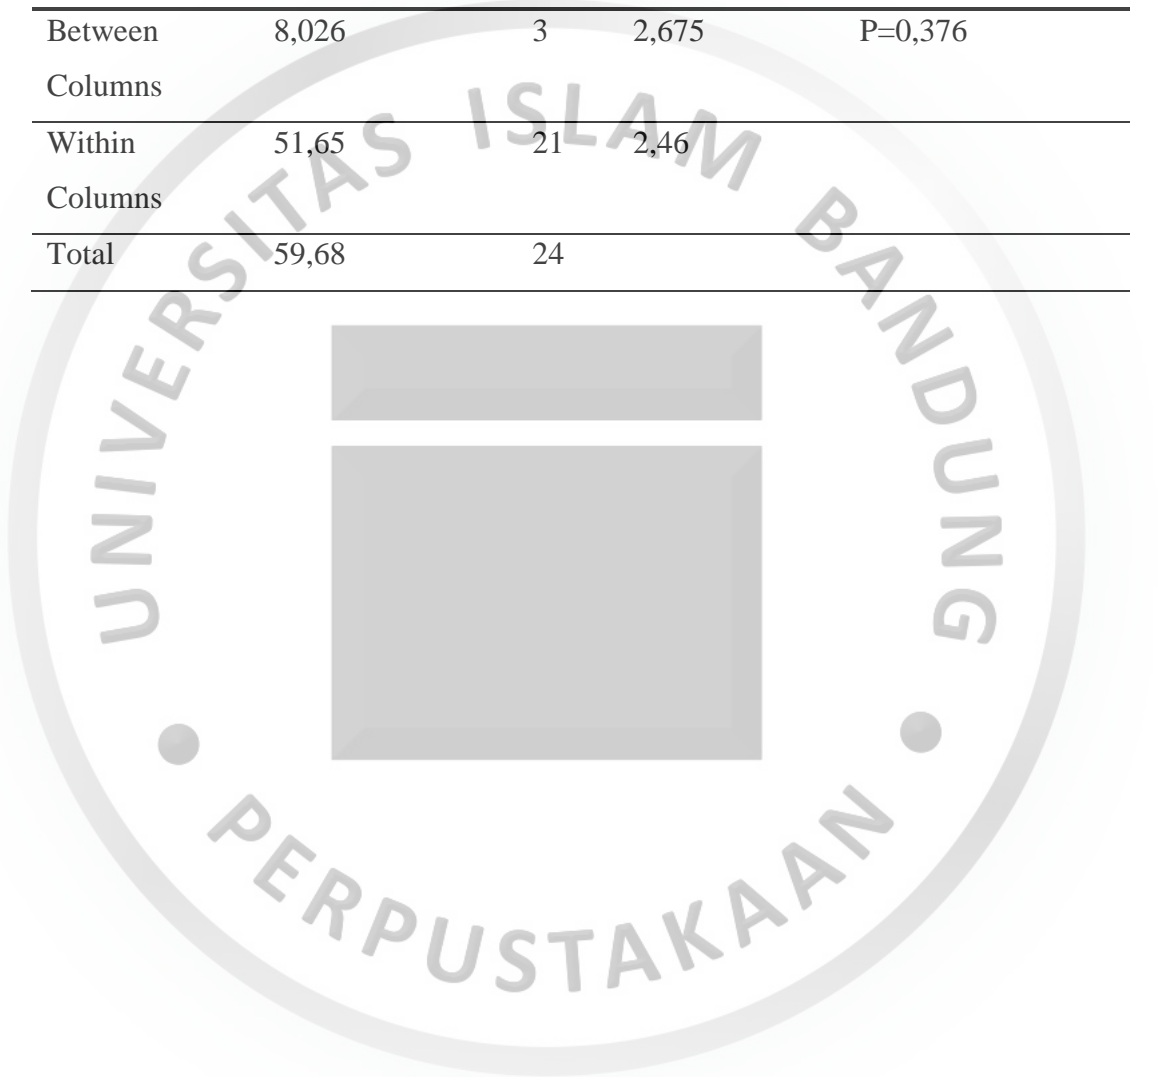 Between 8,026 3 2,675 P=0,376
Columns
Within 51,65 21 2,46
Columns
Total 59,68 24
UNIVERSITAS ISLAM BANDUNG
PERPUSTAKAAN